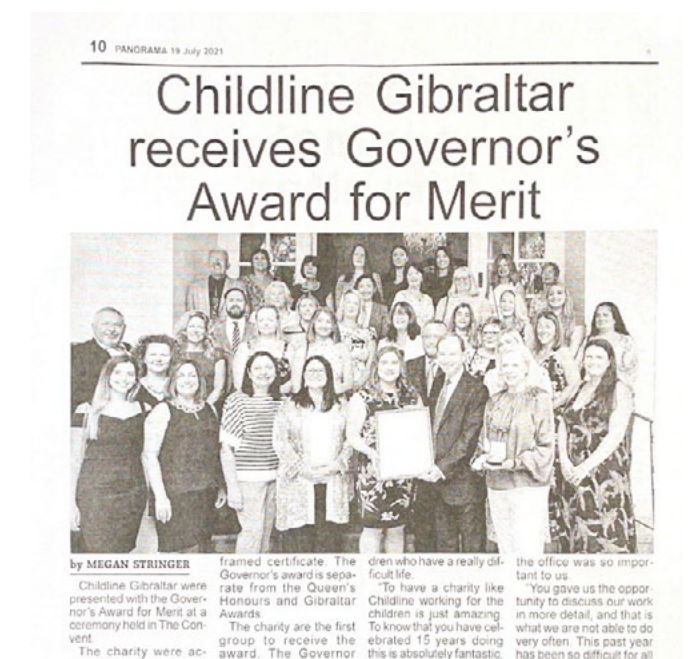 10 PANORAMA 19 July 2021
Childline Gibraltar
receives Governor's
Award for Merit
by MEGAN STRINGER
Childline Gibraltar were
presented with the Gover-
nor's Award for Merit at a
ceremony held in The Con-
vent.
The charity were ac-
framed certificate. The
Governor's award is sepa-
rate from the Queen's
Honours and Gibraltar
Awards.
The charity are the first
group to receive the
award. The Governor
dren who have a really dif-
ficult life.
"To have a charity like
Childline working for the
children is just amazing.
To know that you have cel-
ebrated 15 years doing
this is absolutely fantastic.
the office was so impor-
tant to us.
"You gave us the oppor-
tunity to discuss our work
in more detail, and that is
what we are not able to do
very often. This past year
has been so difficult for all